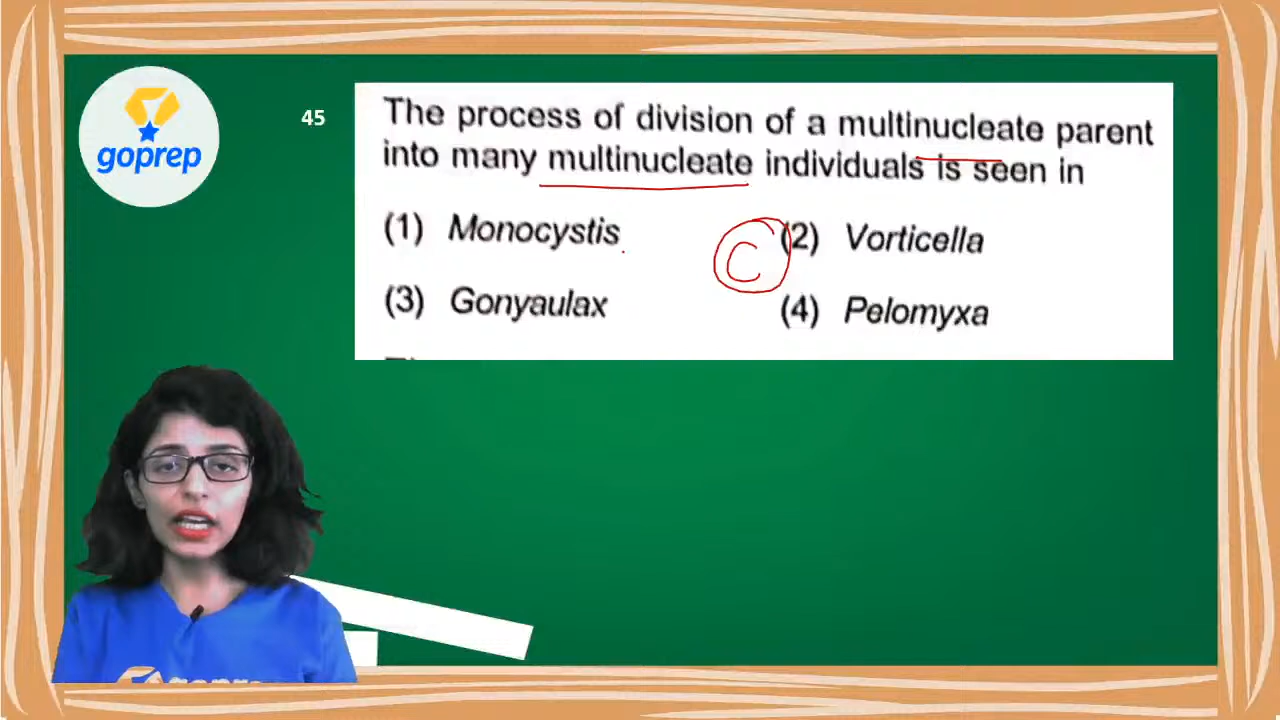 goprep
45
The process of division of a multinucleate parent
into many multinucleate individuals is seen in
(1) Monocystis
(2) Vorticella
(3) Gonyaulax
(4) Pelomyxa
C
goprep